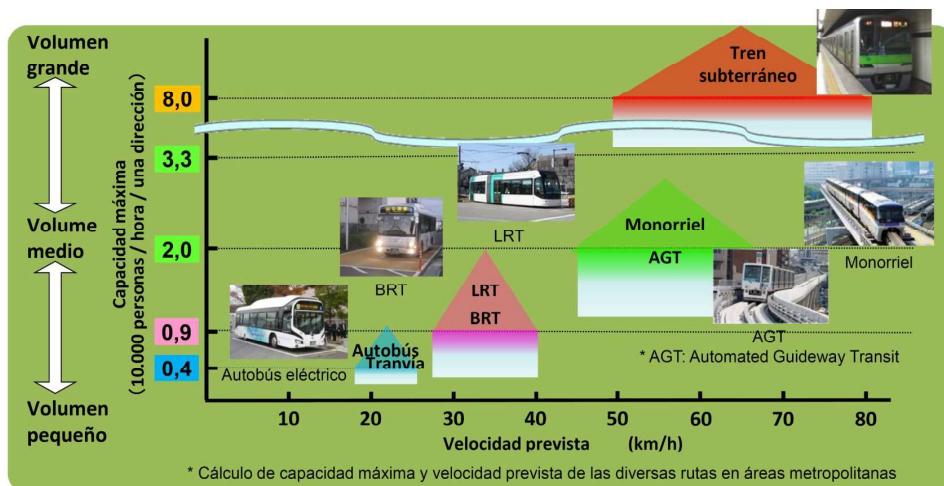 Volumen
grande
Volume
medio
Volumen
pequeño
Capacidad máxima
(10.000 personas / hora / una dirección)
8,0
3,3
2,0
0,9
0,4
Tren
subterráneo
LRT
BRT
Monorriel
AGT
Monorriel
LRT
BRT
AGT
Autobús
Tranvía
Autobús eléctrico
* AGT: Automated Guideway Transit
10 20 30 40 50 60 70 80
Velocidad prevista (km/h)
* Cálculo de capacidad máxima y velocidad prevista de las diversas rutas en áreas metropolitanas